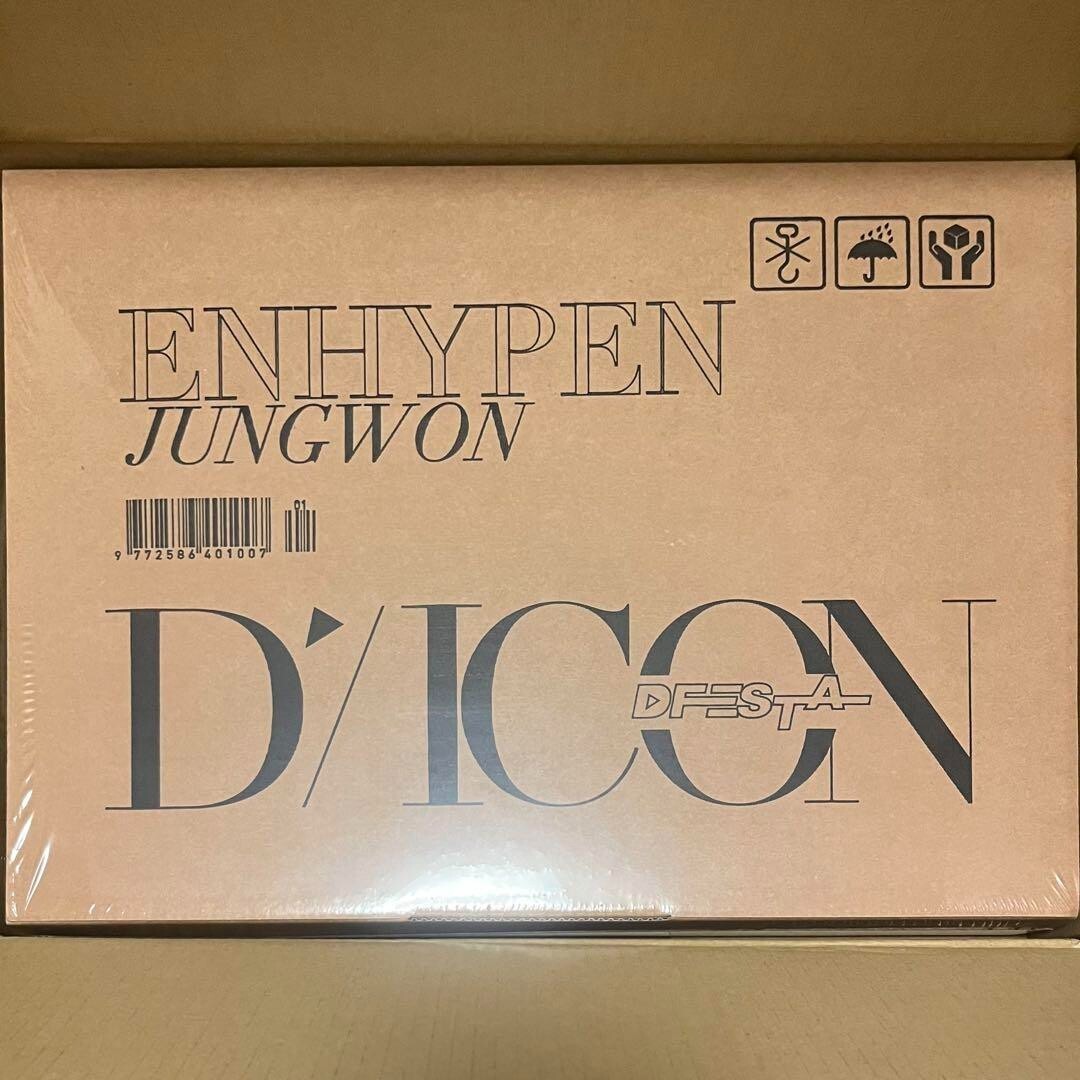 ENHYPEN
JUNGWON
01
9 772586 401007
D'/ICON
DFESTA